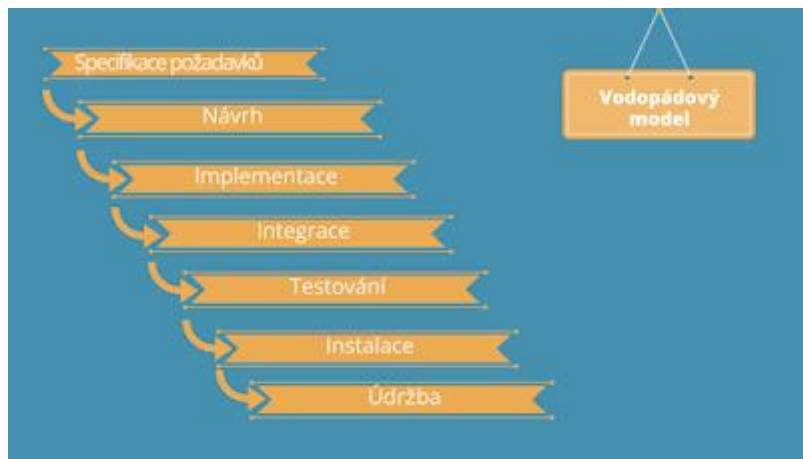 Specifikace požadavků
Návrh
Implementace
Integrace
Testování
Instalace
Údržba
Vodopádový
model